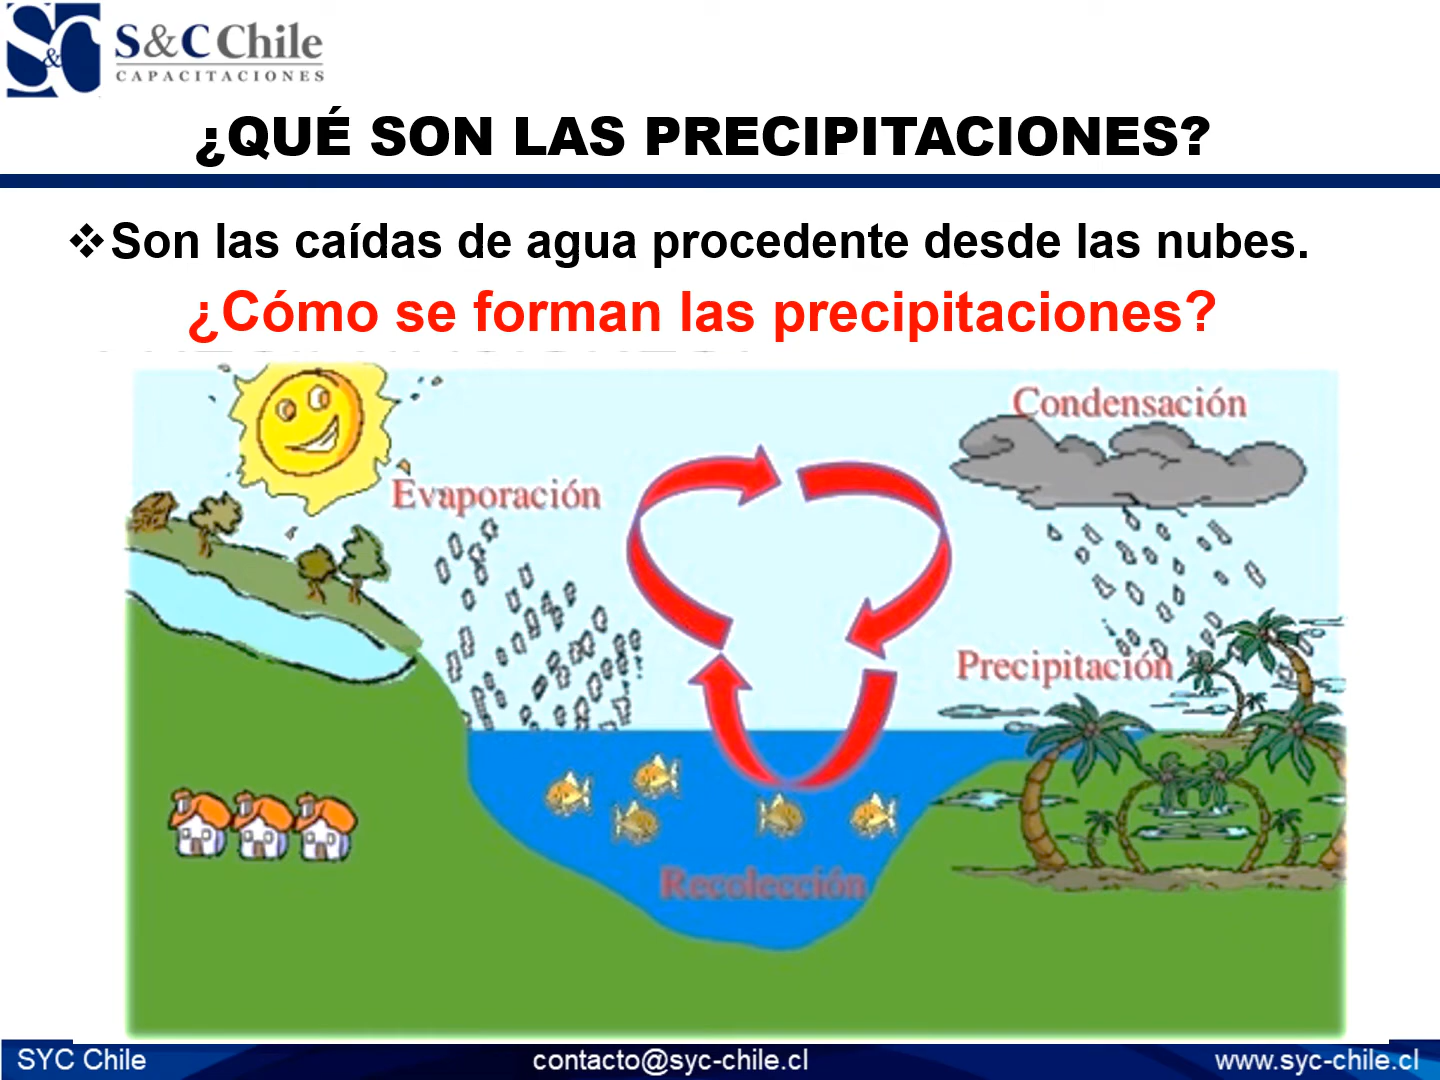 S&C Chile
CAPACITACIONES
¿QUÉ SON LAS PRECIPITACIONES?
❖Son las caídas de agua procedente desde las nubes.
¿Cómo se forman las precipitaciones?
Condensación
Evaporación
Precipitación
Recolección
SYC Chile contacto@syc-chile.cl www.syc-chile.cl